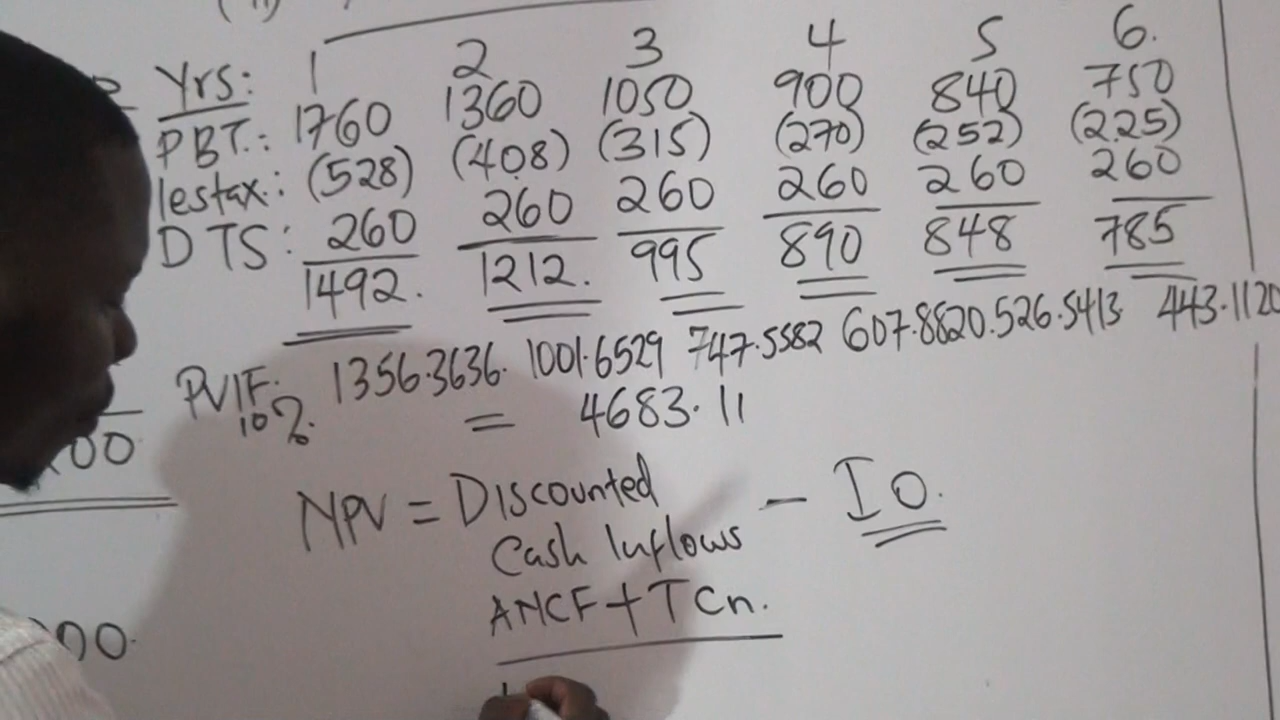 Yrs: 1 2 3 4 5 6.
PBT.: 1760 1360 1050 900 840 750
lestax.: (528) (408) (315) (270) (252) (225)
DTS: 260 260 260 260 260 260
1492. 1212. 995 890 848 785
PVIF. 10%. 1356.3636. 1001.6529 747.5582 607.8820. 526.5413 443.1120
= 4683.11
NPV = Discounted - Io.
Cash Inflows
ANCF + TCn.